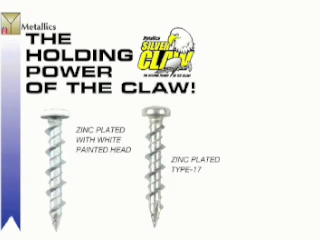 Metallics
THE
HOLDING
POWER
OF THE CLAW!
Metallics
SILVER
CLAW
ZINC PLATED
WITH WHITE
PAINTED HEAD
ZINC PLATED
TYPE-17